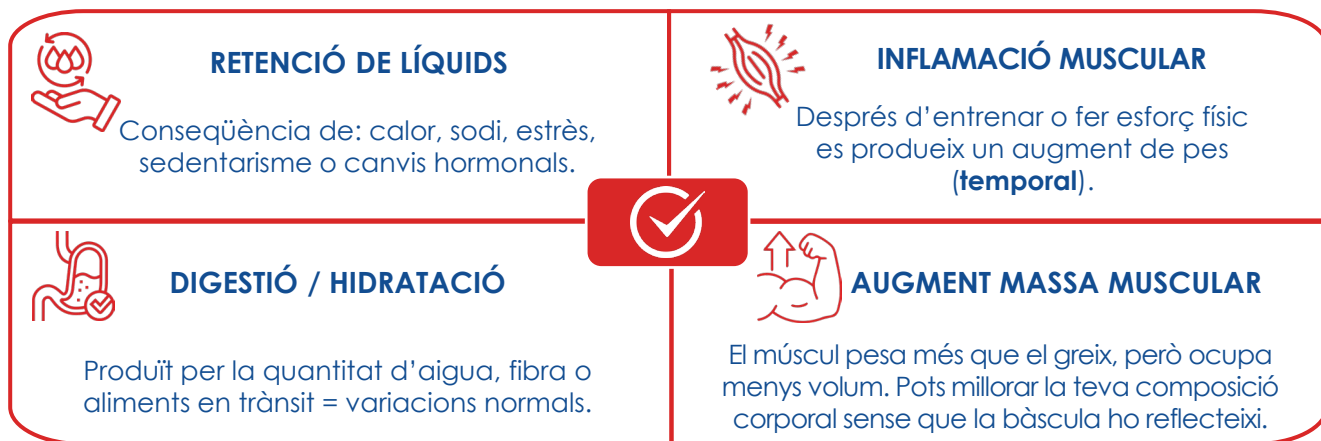 RETENCIÓ DE LÍQUIDS
Conseqüència de: calor, sodi, estrès,
sedentarisme o canvis hormonals.
INFLAMACIÓ MUSCULAR
Després d'entrenar o fer esforç físic
es produeix un augment de pes
(temporal).
DIGESTIÓ / HIDRATACIÓ
Produït per la quantitat d'aigua, fibra o
aliments en trànsit = variacions normals.
AUGMENT MASSA MUSCULAR
El múscul pesa més que el greix, però ocupa
menys volum. Pots millorar la teva composició
corporal sense que la bàscula ho reflecteixi.